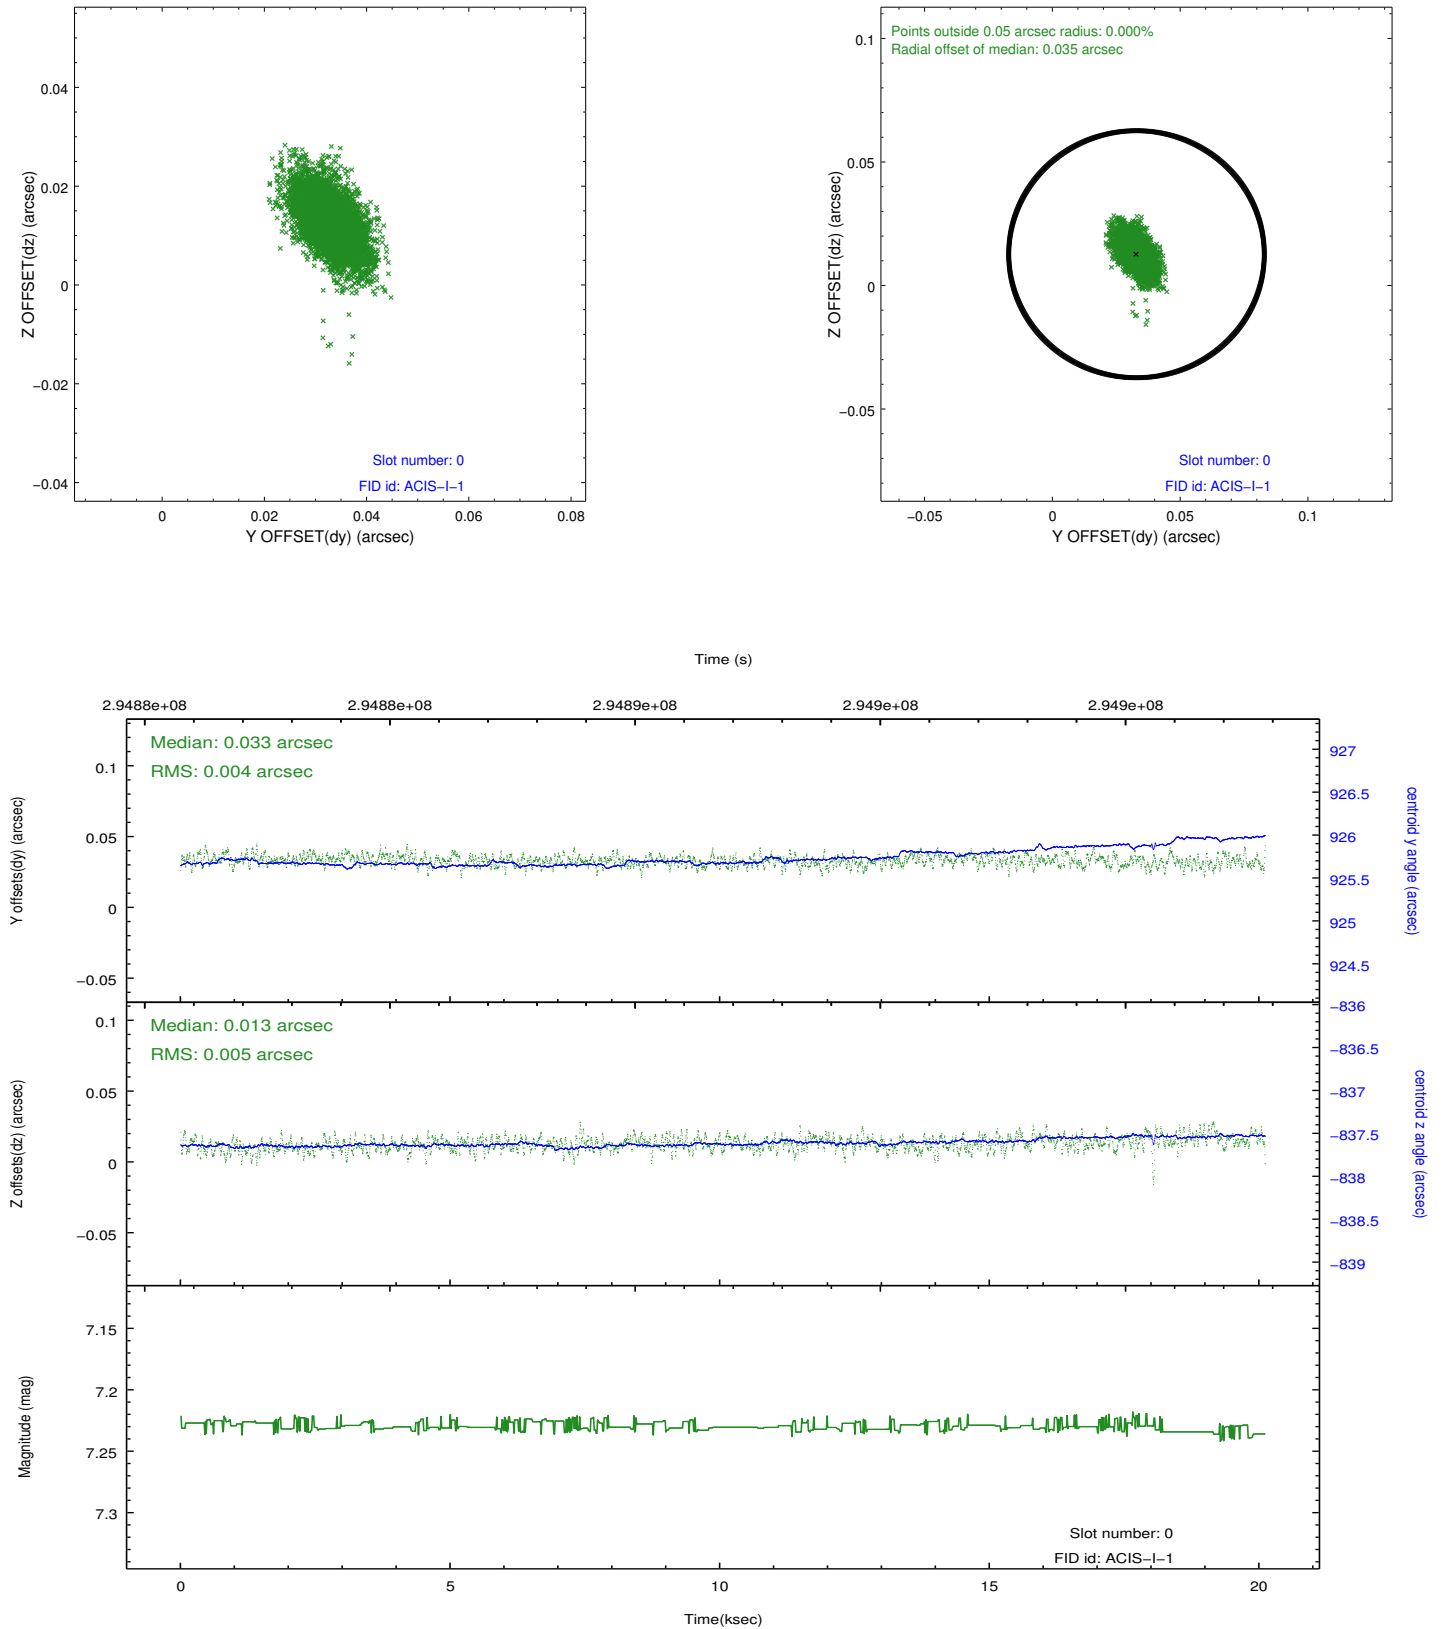 0.04
0.02
0
−0.02
−0.04
Z OFFSET(dz) (arcsec)
Slot number: 0
FID id: ACIS−I−1
0 0.02 0.04 0.06 0.08
Y OFFSET(dy) (arcsec)
Points outside 0.05 arcsec radius: 0.000%
Radial offset of median: 0.035 arcsec
0.1
0.05
0
−0.05
Z OFFSET(dz) (arcsec)
Slot number: 0
FID id: ACIS−I−1
−0.05 0 0.05 0.1
Y OFFSET(dy) (arcsec)
Time (s)
2.9488e+08 2.9488e+08 2.9489e+08 2.949e+08 2.949e+08
Median: 0.033 arcsec
RMS: 0.004 arcsec
0.1
0.05
0
−0.05
Y offsets(dy) (arcsec)
927
926.5
926
925.5
925
924.5
centroid y angle (arcsec)
Median: 0.013 arcsec
RMS: 0.005 arcsec
0.1
0.05
0
−0.05
Z offsets(dz) (arcsec)
−836
−836.5
−837
−837.5
−838
−838.5
−839
centroid z angle (arcsec)
7.15
7.2
7.25
7.3
Magnitude (mag)
Slot number: 0
FID id: ACIS−I−1
0 5 10 15 20
Time(ksec)